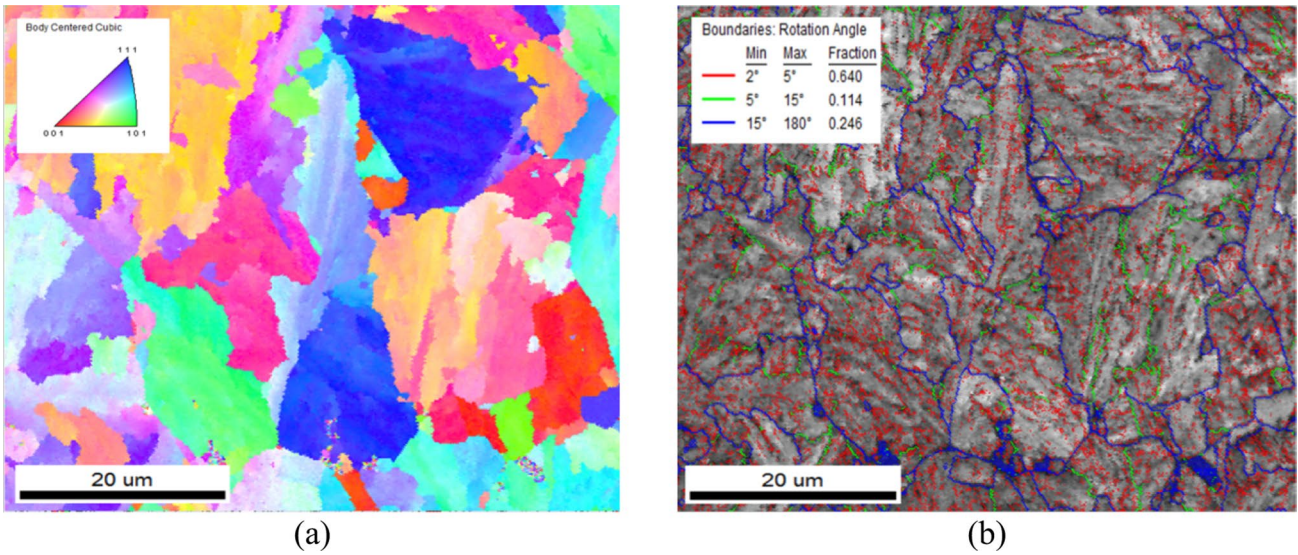 Body Centered Cubic
1 1 1
0 0 1
1 0 1
20 um
(a)
Boundaries: Rotation Angle
Min Max Fraction
2° 5° 0.640
5° 15° 0.114
15° 180° 0.246
20 um
(b)